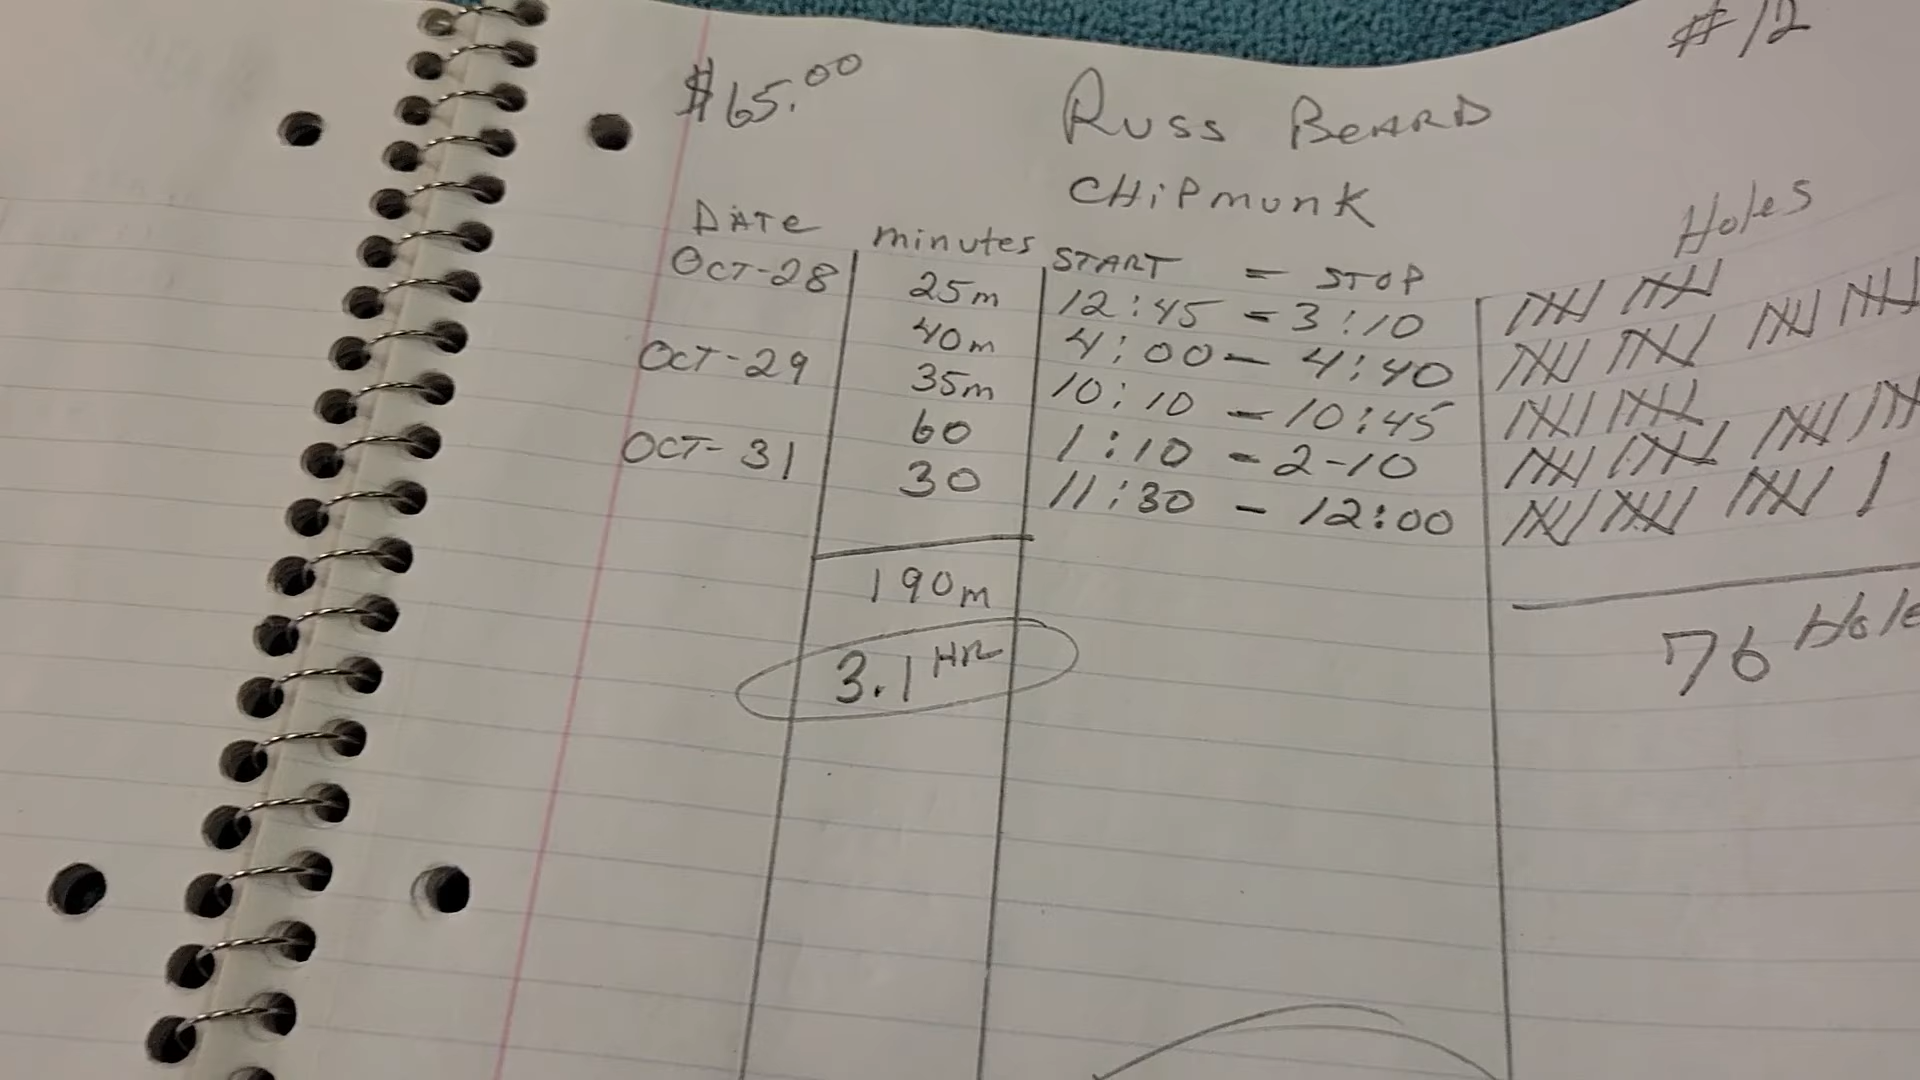 #12
$65.00
Russ Beard
Chipmunk
Date minutes START = STOP Holes
Oct-28 25m 12:45 = 3:10
40m 4:00 - 4:40
Oct-29 35m 10:10 - 10:45
60 1:10 - 2-10
Oct-31 30 11:30 - 12:00
190m
3.1 HR
76 Hole